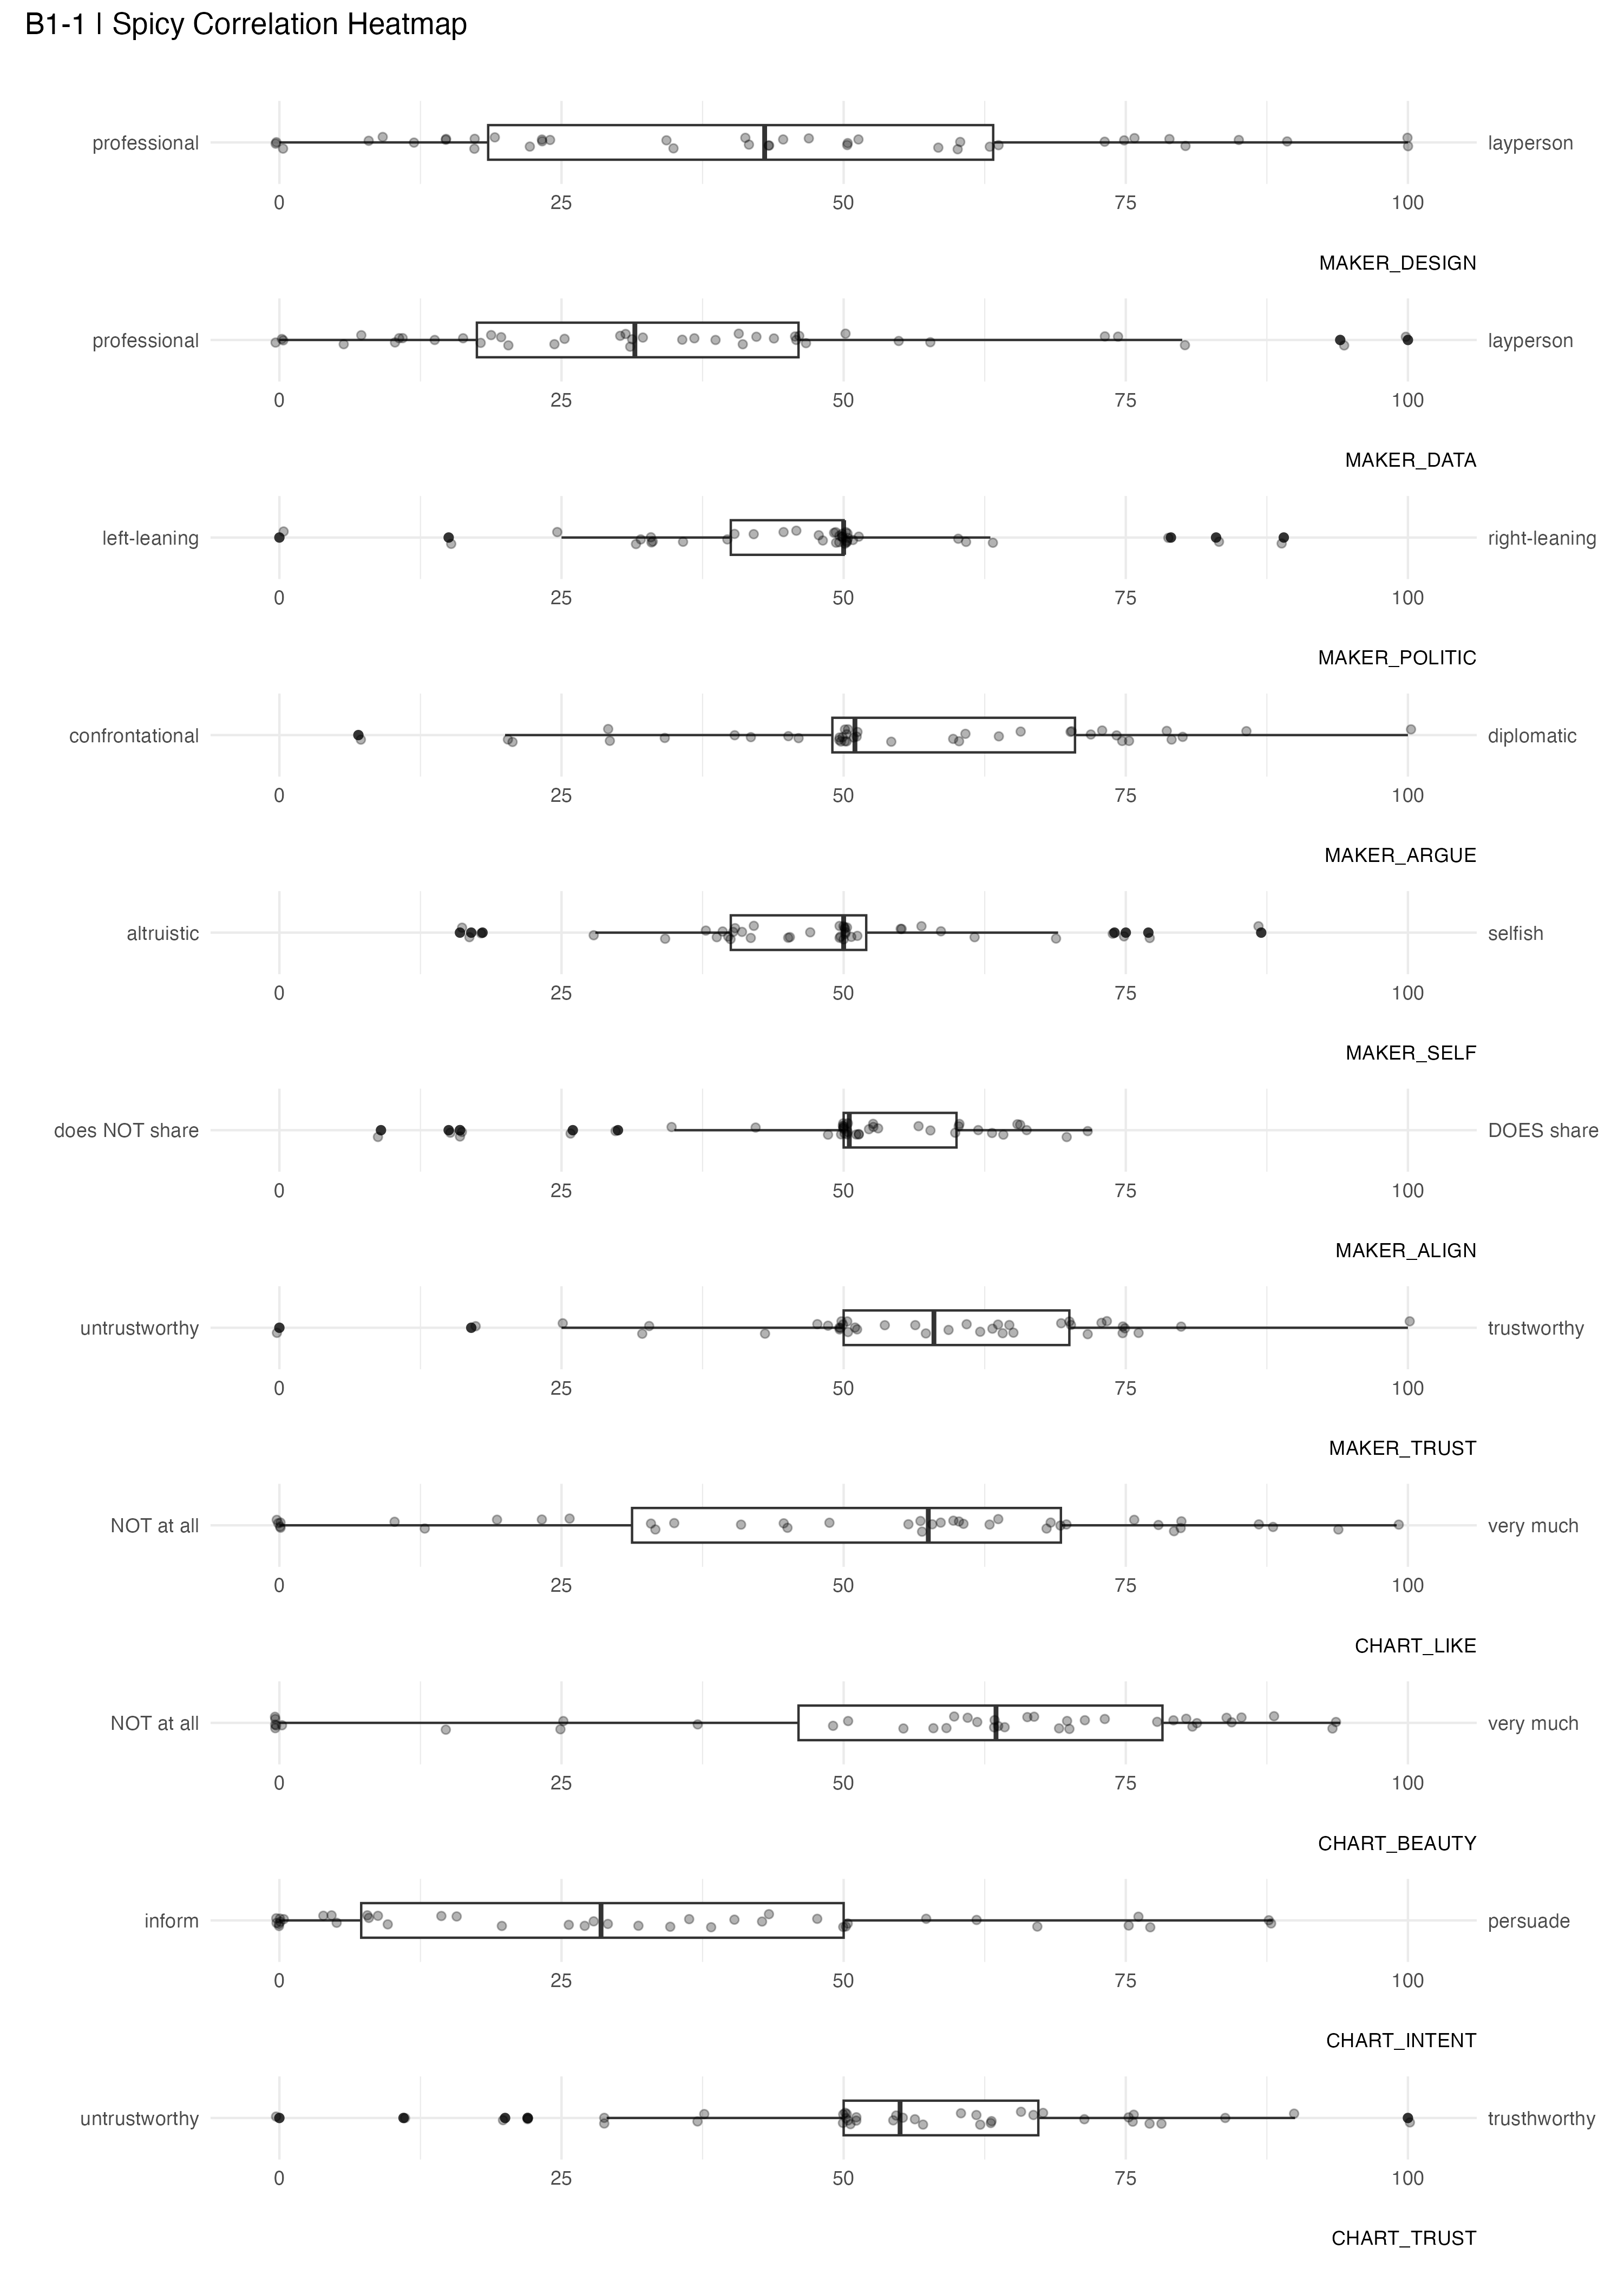 B1-1 | Spicy Correlation Heatmap
professional layperson
0 25 50 75 100
MAKER_DESIGN
professional layperson
0 25 50 75 100
MAKER_DATA
left-leaning right-leaning
0 25 50 75 100
MAKER_POLITIC
confrontational diplomatic
0 25 50 75 100
MAKER_ARGUE
altruistic selfish
0 25 50 75 100
MAKER_SELF
does NOT share DOES share
0 25 50 75 100
MAKER_ALIGN
untrustworthy trustworthy
0 25 50 75 100
MAKER_TRUST
NOT at all very much
0 25 50 75 100
CHART_LIKE
NOT at all very much
0 25 50 75 100
CHART_BEAUTY
inform persuade
0 25 50 75 100
CHART_INTENT
untrustworthy trusthworthy
0 25 50 75 100
CHART_TRUST